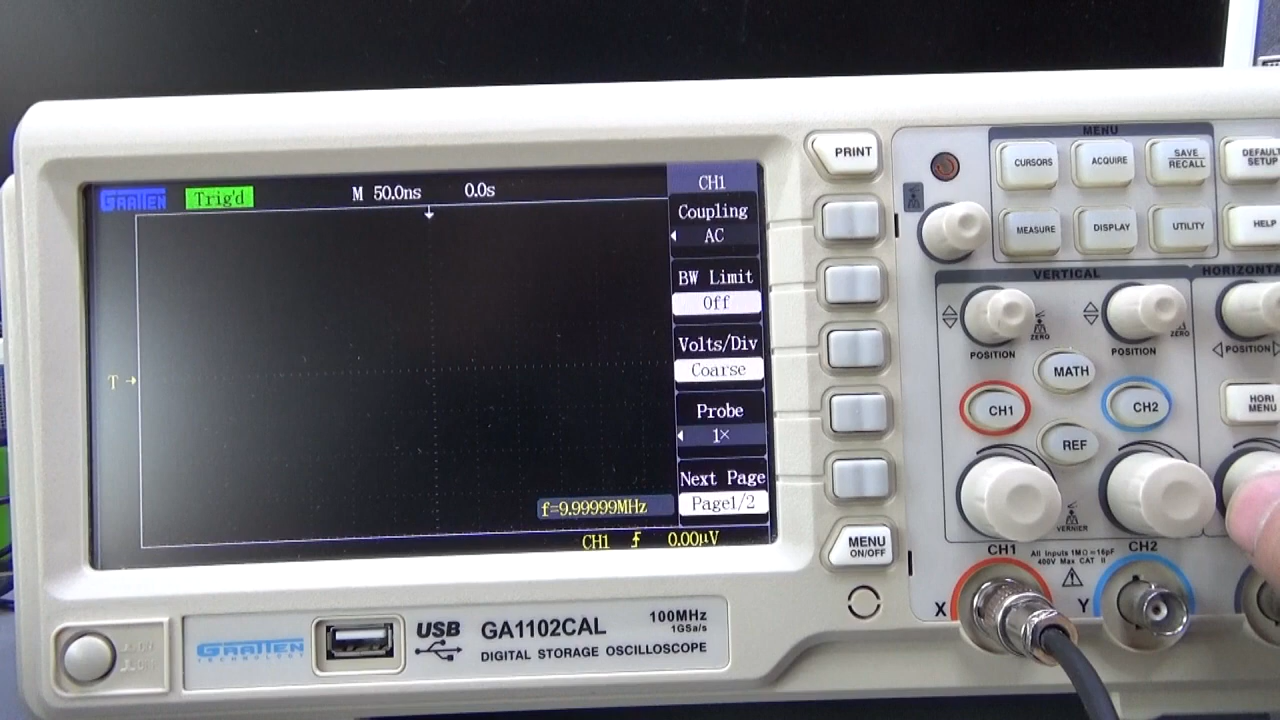 GRATTEN Trig'd M 50.0ns 0.0s
CH1
Coupling
AC
BW Limit
Off
Volts/Div
Coarse
Probe
1×
Next Page
Page1/2
T
f=9.99999MHz
CH1 0.00µV
PRINT
MENU
ON/OFF
MENU
CURSORS
ACQUIRE
SAVE
RECALL
DEFAULT
SETUP
MEASURE
DISPLAY
UTILITY
HELP
VERTICAL
HORIZONTA
ZERO
ZERO
POSITION
POSITION
POSITION
MATH
CH1
CH2
REF
HORI
MENU
VERNIER
CH1
All Inputs 1MΩ=16pF
400V Max CAT II
CH2
X
Y
GRATTEN
TECHNOLOGY
USB
GA1102CAL
100MHz
1GSa/s
DIGITAL STORAGE OSCILLOSCOPE